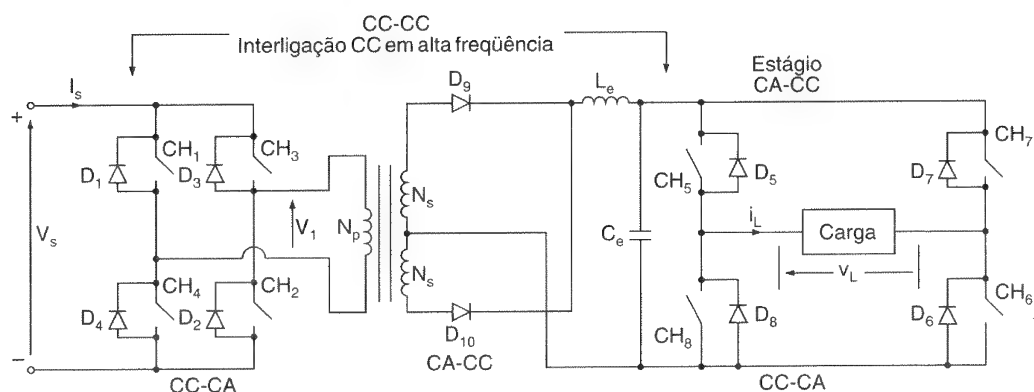 CC-CC
Interligação CC em alta freqüência
Estágio
CA-CC
I_s
D_9
L_e
+
CH_1
CH_3
CH_7
D_1
D_3
CH_5
D_5
D_7
N_s
V_s
V_1
N_p
C_e
i_L
Carga
v_L
N_s
CH_4
CH_2
CH_6
D_4
D_2
D_8
D_6
D_10
CH_8
−
CA-CC
CC-CA
CC-CA